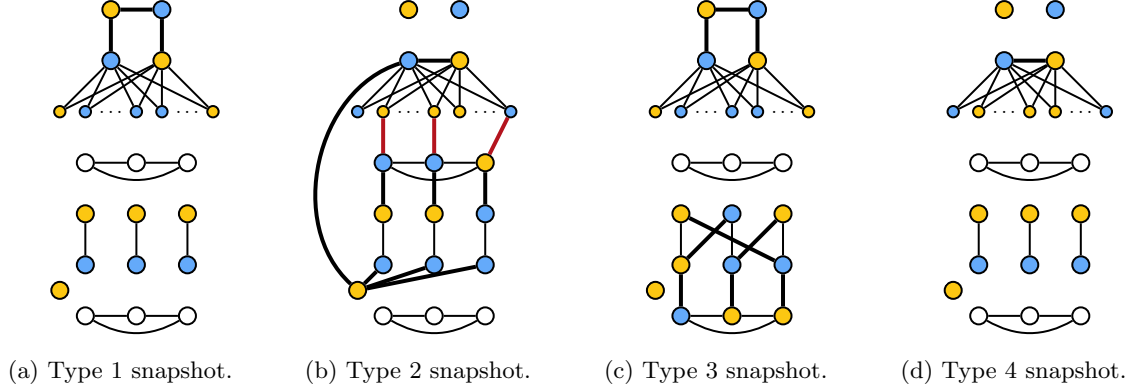 (a) Type 1 snapshot.
(b) Type 2 snapshot.
(c) Type 3 snapshot.
(d) Type 4 snapshot.